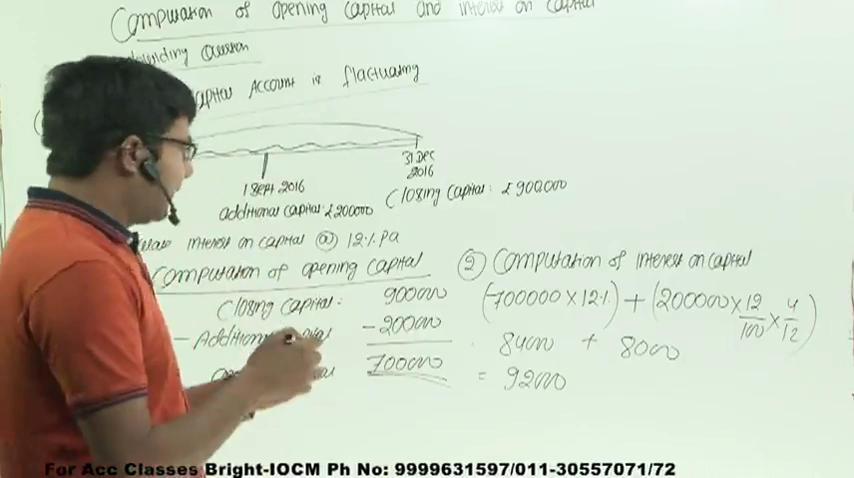 Computation of opening Capital and interest on Capital
Question
Capital Account is flactuating
1 Sept 2016
31 Dec
2016
additional capital: £200000
Closing Capital: £900000
interest on capital @ 12% Pa
Computation of opening Capital
Closing Capital: 900000
- Additional - 200000
700000
② Computation of interest on Capital
(700000 × 12%) + (200000 × 12/100 × 4/12)
84000 + 8000
= 92000
For Acc Classes Bright-IOCM Ph No: 9999631597/011-30557071/72